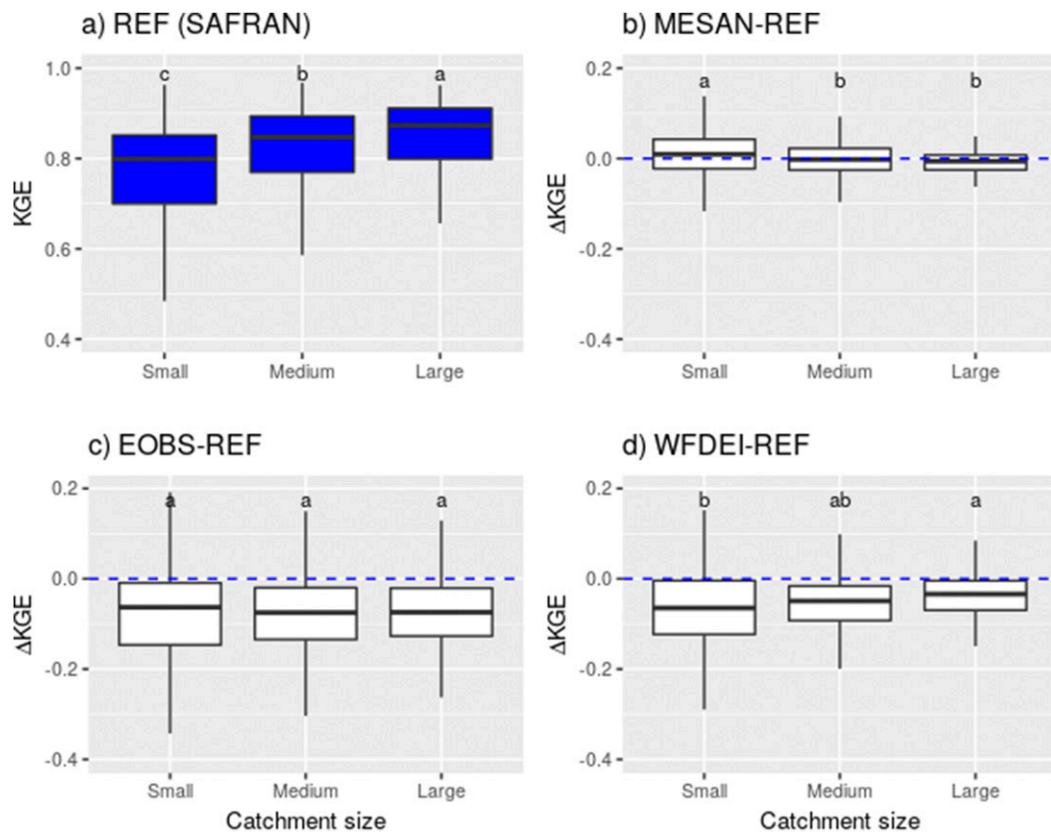 a) REF (SAFRAN)
KGE
1.0
0.8
0.6
0.4
c
b
a
Small
Medium
Large
b) MESAN-REF
ΔKGE
0.2
0.0
-0.2
-0.4
a
b
b
Small
Medium
Large
c) EOBS-REF
ΔKGE
0.2
0.0
-0.2
-0.4
a
a
a
Small
Medium
Large
Catchment size
d) WFDEI-REF
ΔKGE
0.2
0.0
-0.2
-0.4
b
ab
a
Small
Medium
Large
Catchment size